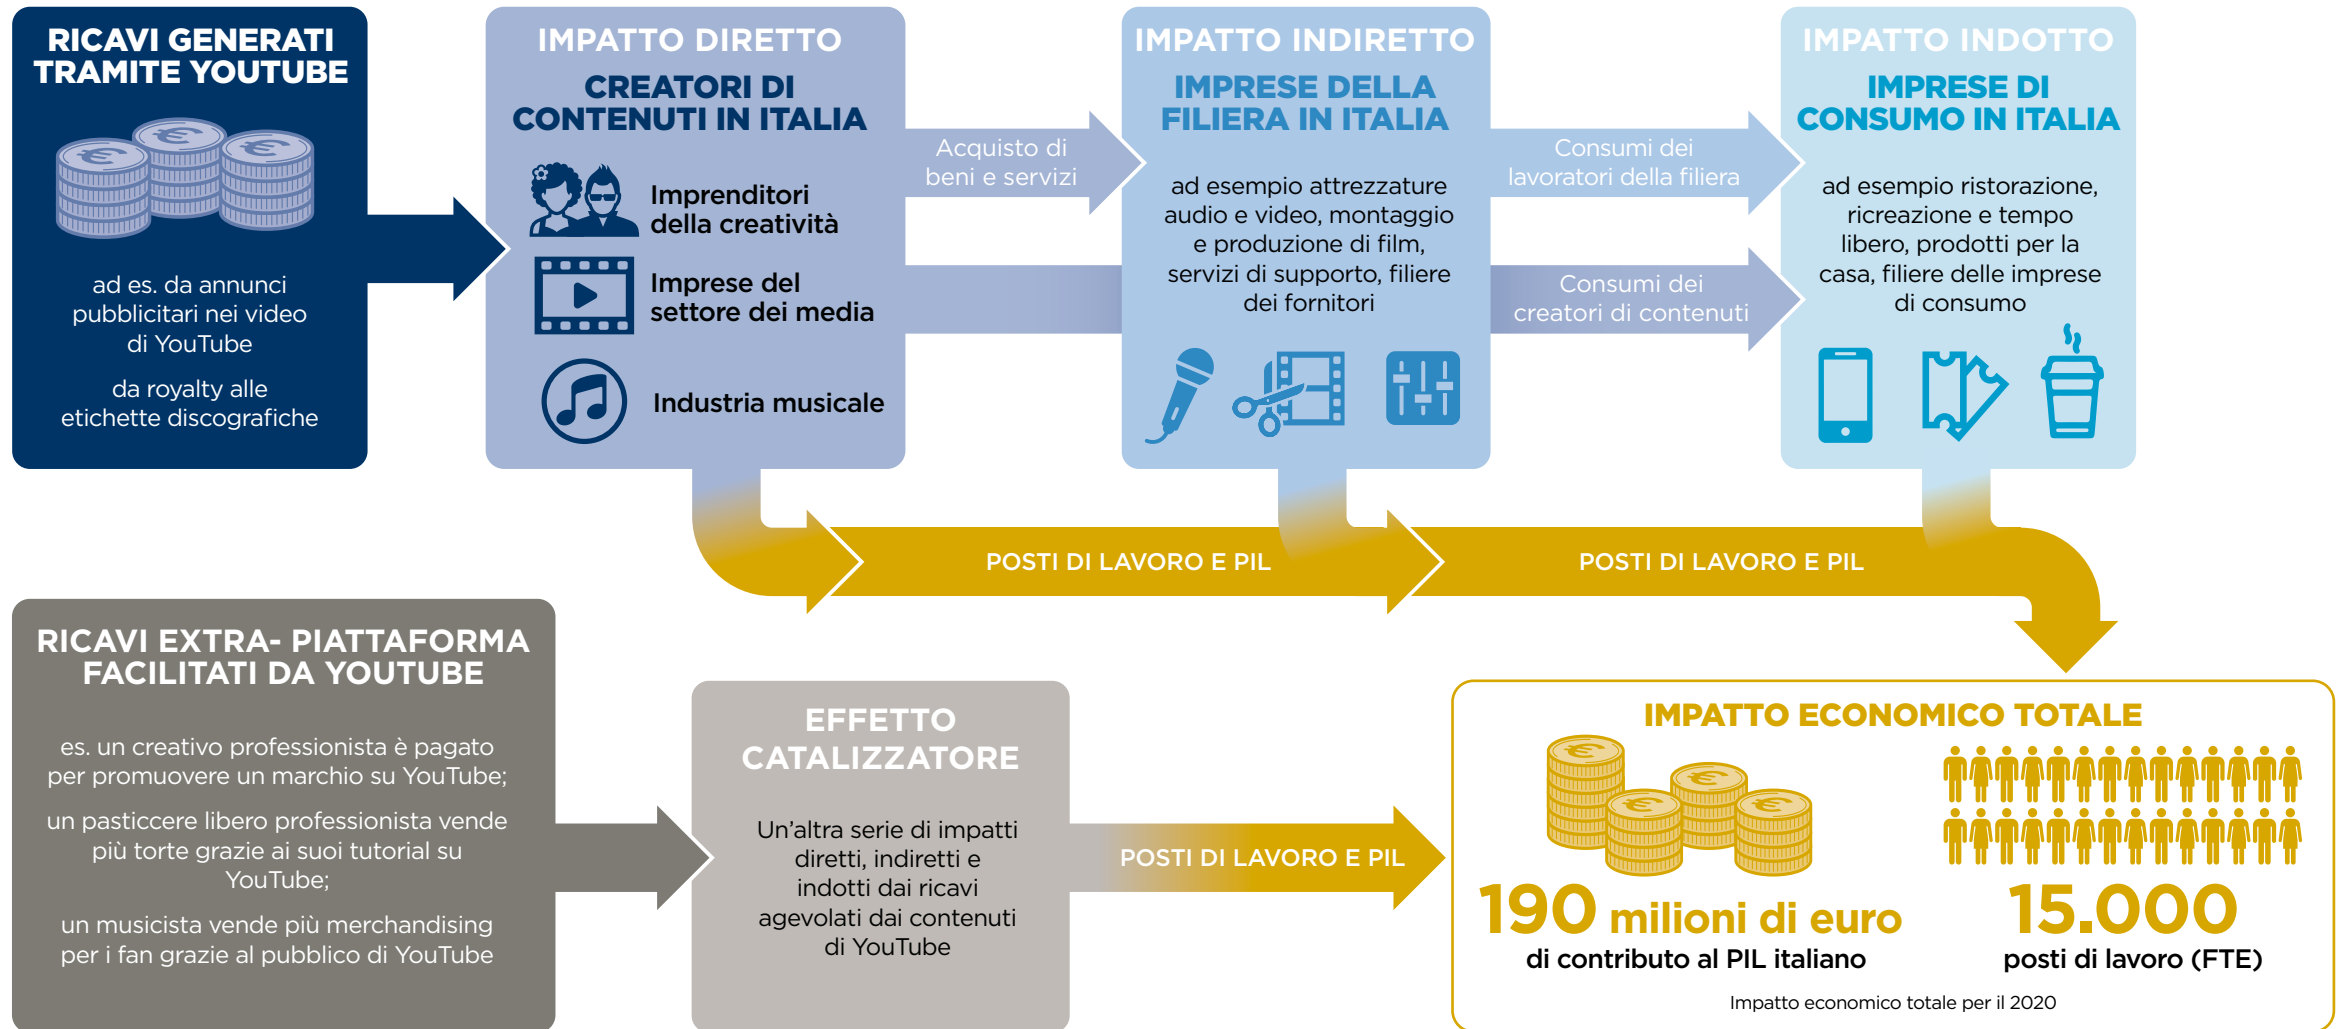 RICAVI GENERATI
TRAMITE YOUTUBE
ad es. da annunci
pubblicitari nei video
di YouTube
da royalty alle
etichette discografiche
IMPATTO DIRETTO
CREATORI DI
CONTENUTI IN ITALIA
Imprenditori
della creatività
Imprese del
settore dei media
Industria musicale
Acquisto di
beni e servizi
IMPATTO INDIRETTO
IMPRESE DELLA
FILIERA IN ITALIA
ad esempio attrezzature
audio e video, montaggio
e produzione di film,
servizi di supporto, filiere
dei fornitori
Consumi dei
lavoratori della filiera
Consumi dei
creatori di contenuti
IMPATTO INDOTTO
IMPRESE DI
CONSUMO IN ITALIA
ad esempio ristorazione,
ricreazione e tempo
libero, prodotti per la
casa, filiere delle imprese
di consumo
POSTI DI LAVORO E PIL
POSTI DI LAVORO E PIL
RICAVI EXTRA- PIATTAFORMA
FACILITATI DA YOUTUBE
es. un creativo professionista è pagato
per promuovere un marchio su YouTube;
un pasticcere libero professionista vende
più torte grazie ai suoi tutorial su
YouTube;
un musicista vende più merchandising
per i fan grazie al pubblico di YouTube
EFFETTO
CATALIZZATORE
Un'altra serie di impatti
diretti, indiretti e
indotti dai ricavi
agevolati dai contenuti
di YouTube
POSTI DI LAVORO E PIL
IMPATTO ECONOMICO TOTALE
190 milioni di euro
di contributo al PIL italiano
15.000
posti di lavoro (FTE)
Impatto economico totale per il 2020